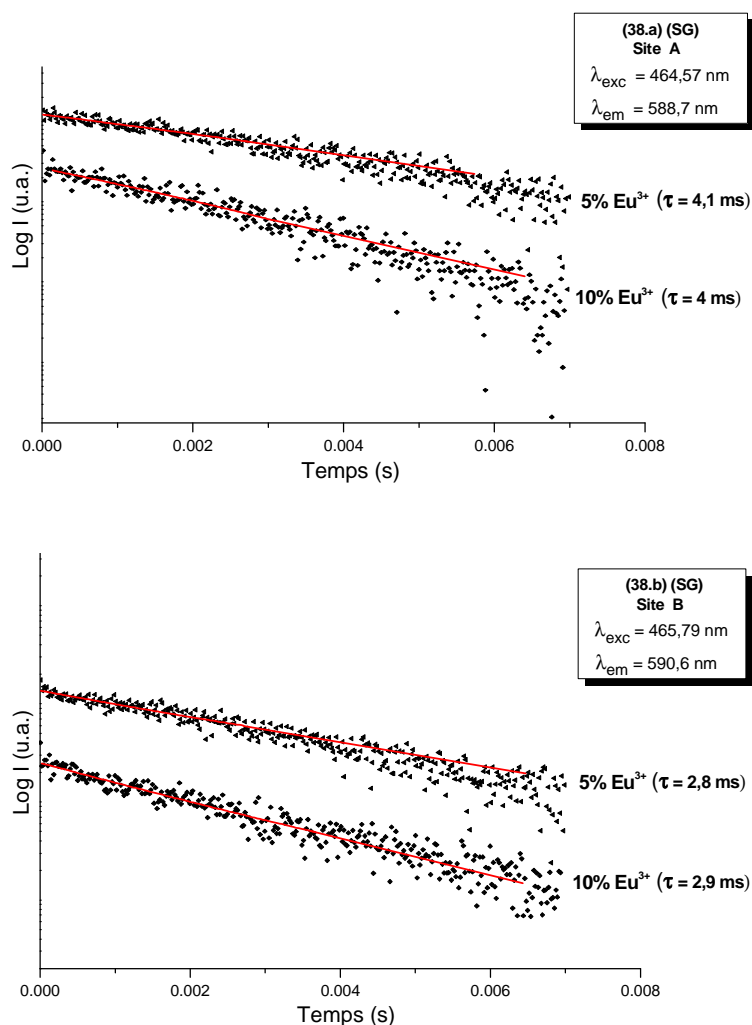 (38.a) (SG)
Site A
λexc = 464,57 nm
λem = 588,7 nm
Log I (u.a.)
5% Eu³⁺ (τ = 4,1 ms)
10% Eu³⁺ (τ = 4 ms)
0.000 0.002 0.004 0.006 0.008
Temps (s)
(38.b) (SG)
Site B
λexc = 465,79 nm
λem = 590,6 nm
Log I (u.a.)
5% Eu³⁺ (τ = 2,8 ms)
10% Eu³⁺ (τ = 2,9 ms)
0.000 0.002 0.004 0.006 0.008
Temps (s)